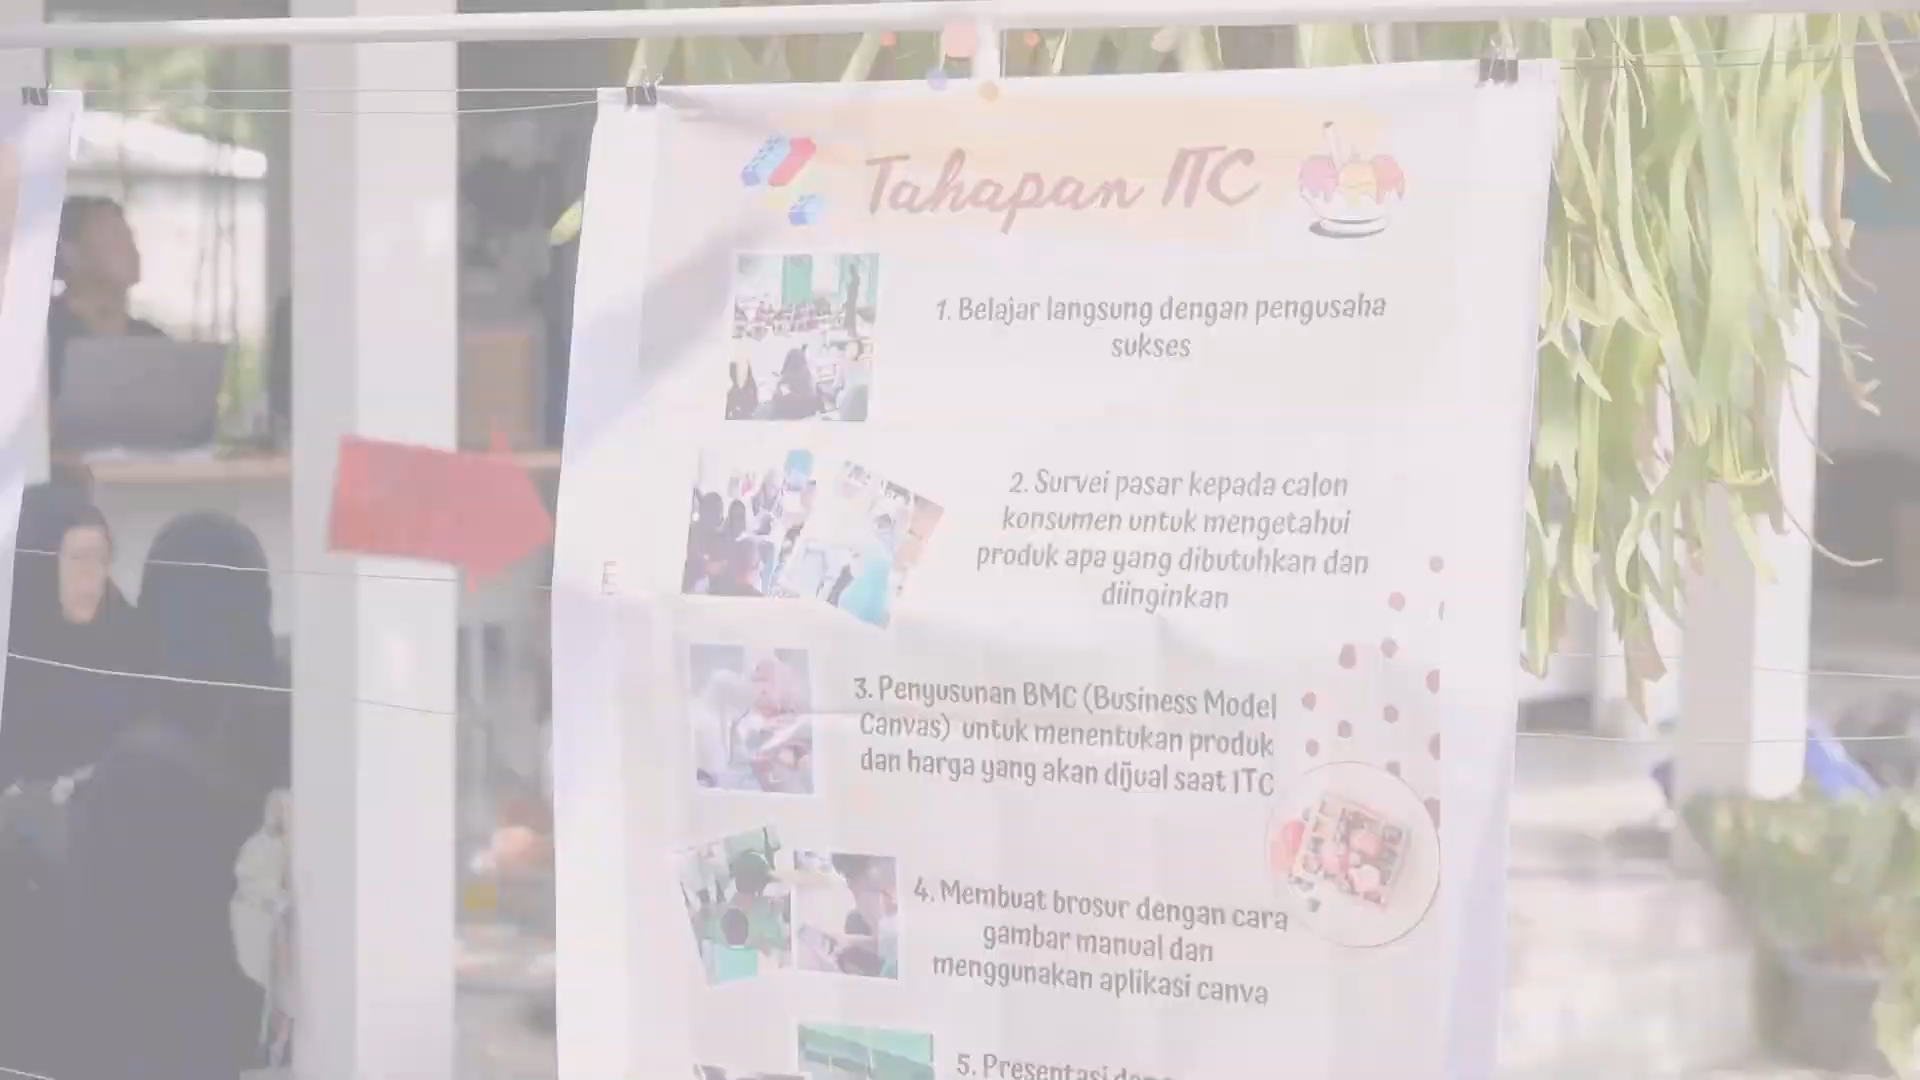 Tahapan ITC
1. Belajar langsung dengan pengusaha
sukses
2. Survei pasar kepada calon
konsumen untuk mengetahui
produk apa yang dibutuhkan dan
diinginkan
3. Penyusunan BMC (Business Model
Canvas) untuk menentukan produk
dan harga yang akan dijual saat ITC
4. Membuat brosur dengan cara
gambar manual dan
menggunakan aplikasi canva
5. Presentasi